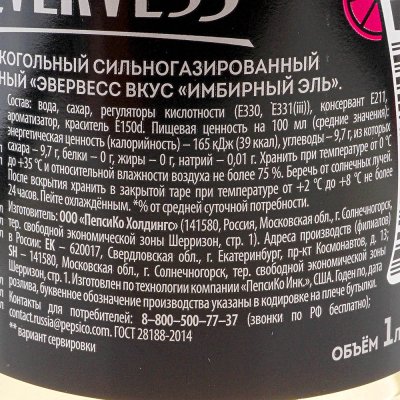 EVERVESS
КОГОЛЬНЫЙ СИЛЬНОГАЗИРОВАННЫЙ
НЫЙ «ЭВЕРВЕСС ВКУС «ИМБИРНЫЙ ЭЛЬ».
Состав: вода, сахар, регуляторы кислотности (Е330, Е331(iii)), консервант Е211,
ароматизатор, краситель Е150d. Пищевая ценность на 100 мл (средние значения):
энергетическая ценность (калорийность) – 165 кДж (39 ккал), углеводы – 9,7 г, из которых
сахара – 9,7 г, белки – 0 г, жиры – 0 г, натрий – 0,01 г. Хранить при температуре от 0 °C
до +35 °C и относительной влажности воздуха не более 75 %. Беречь от солнечных лучей.
После вскрытия хранить в закрытой таре при температуре от +2 °C до +8 °C не более
24 часов. Пейте охлаждённым. *% от средней суточной потребности.
Изготовитель: ООО «ПепсиКо Холдингс» (141580, Россия, Московская обл., г. Солнечногорск,
тер. свободной экономической зоны Шерризон, стр. 1). Адреса производств (филиалов)
в России: ЕК – 620017, Свердловская обл., г. Екатеринбург, пр-кт Космонавтов, д. 13;
SH – 141580, Московская обл., г. Солнечногорск, тер. свободной экономической зоны
Шерризон, стр.1. Изготовлено по технологии компании «ПепсиКо Инк.», США. Годен по, дата
розлива, буквенное обозначение производства указаны в кодировке на плече бутылки.
Контакты для потребителей: 8–800–500–77–37 (звонки по РФ бесплатно);
contact.russia@pepsico.com. ГОСТ 28188-2014
** вариант сервировки
ОБЪЁМ 1л